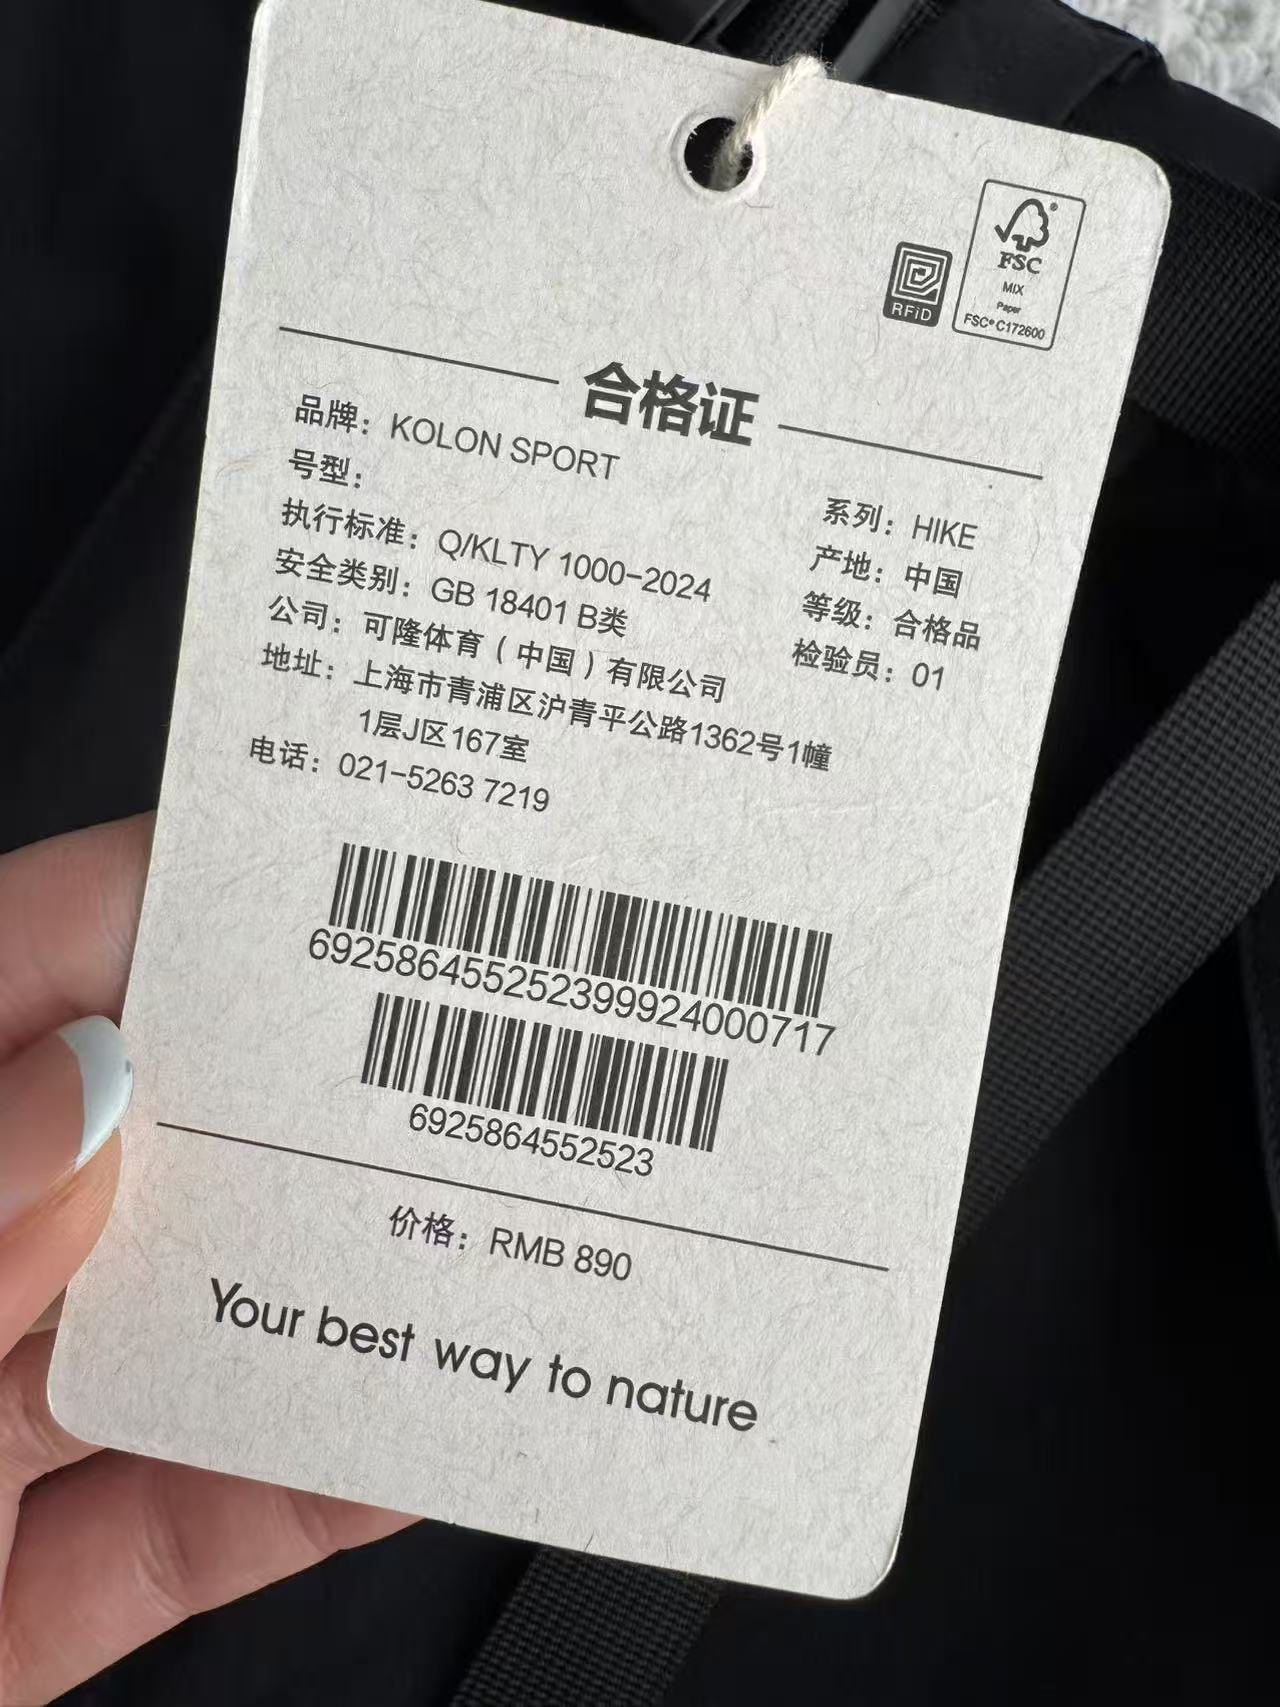 RFiD
FSC
MIX
Paper
FSC® C172600
合格证
品牌：KOLON SPORT
号型：
系列：HIKE
执行标准：Q/KLTY 1000-2024
产地：中国
安全类别：GB 18401 B类
等级：合格品
公司：可隆体育（中国）有限公司
检验员：01
地址：上海市青浦区沪青平公路1362号1幢
1层J区167室
电话：021-5263 7219
692586455252399924000717
6925864552523
价格：RMB 890
Your best way to nature